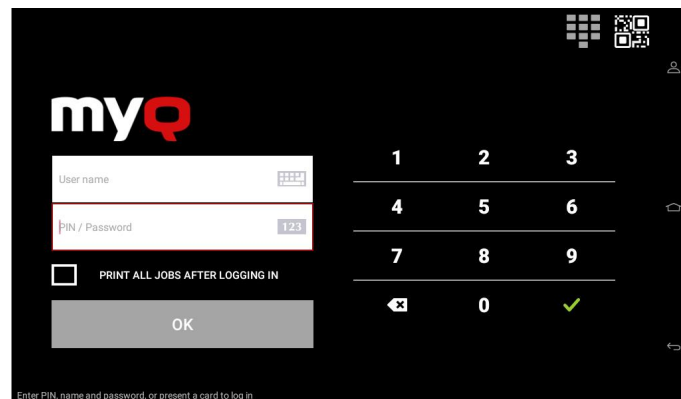 myQ
User name
PIN / Password
123
PRINT ALL JOBS AFTER LOGGING IN
OK
1 2 3
4 5 6
7 8 9
0
Enter PIN, name and password, or present a card to log in